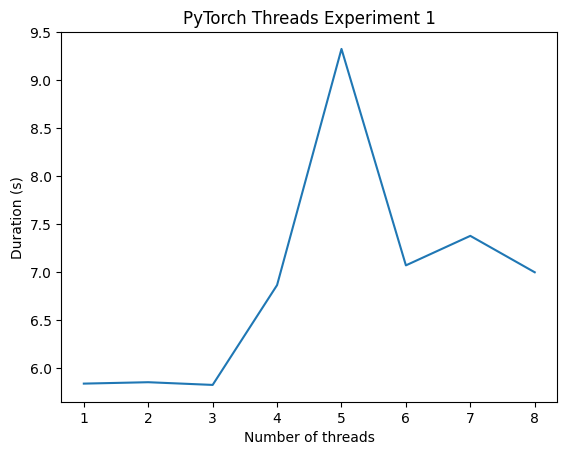 PyTorch Threads Experiment 1
9.5
9.0
8.5
8.0
7.5
7.0
6.5
6.0
Duration (s)
1 2 3 4 5 6 7 8
Number of threads